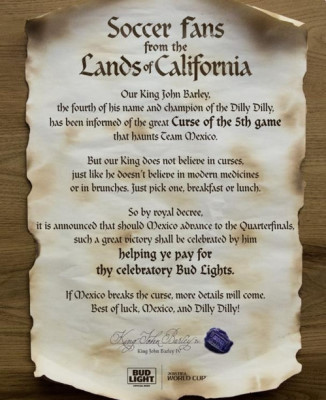 Soccer Fans
from the
Lands of California
Our King John Barley,
the fourth of his name and champion of the Dilly Dilly,
has been informed of the great Curse of the 5th game
that haunts Team Mexico.
But our King does not believe in curses,
just like he doesn't believe in modern medicines
or in brunches. Just pick one, breakfast or lunch.
So by royal decree,
it is announced that should Mexico advance to the Quarterfinals,
such a great victory shall be celebrated by him
helping ye pay for
thy celebratory Bud Lights.
If Mexico breaks the curse, more details will come.
Best of luck, Mexico, and Dilly Dilly!
King John Barley IV
King John Barley IV
BUD
LIGHT
WORLD CUP